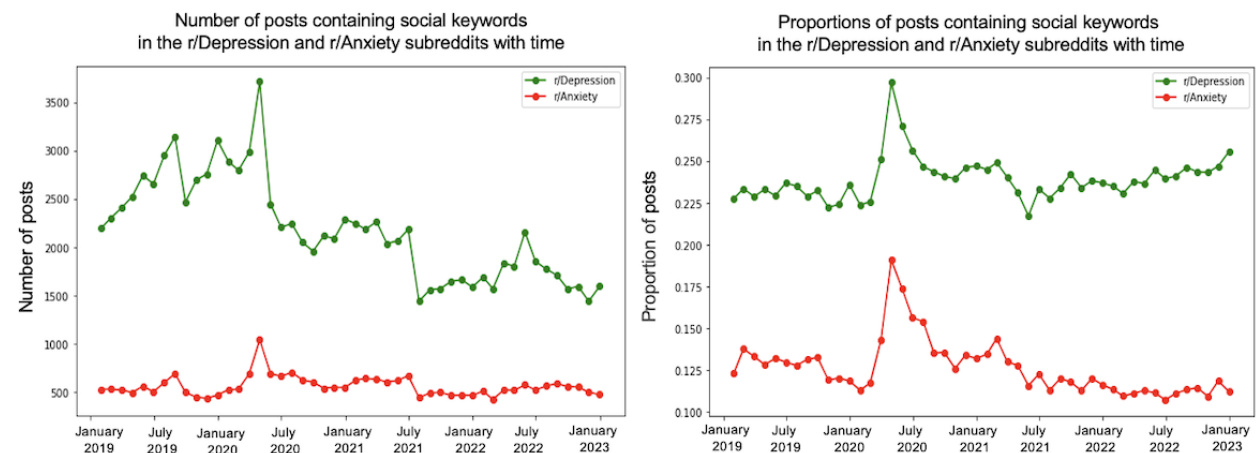 Number of posts containing social keywords
in the r/Depression and r/Anxiety subreddits with time
r/Depression
r/Anxiety
Number of posts
3500
3000
2500
2000
1500
1000
500
January
2019
July
2019
January
2020
July
2020
January
2021
July
2021
January
2022
July
2022
January
2023
Proportions of posts containing social keywords
in the r/Depression and r/Anxiety subreddits with time
r/Depression
r/Anxiety
Proportion of posts
0.300
0.275
0.250
0.225
0.200
0.175
0.150
0.125
0.100
January
2019
July
2019
January
2020
July
2020
January
2021
July
2021
January
2022
July
2022
January
2023